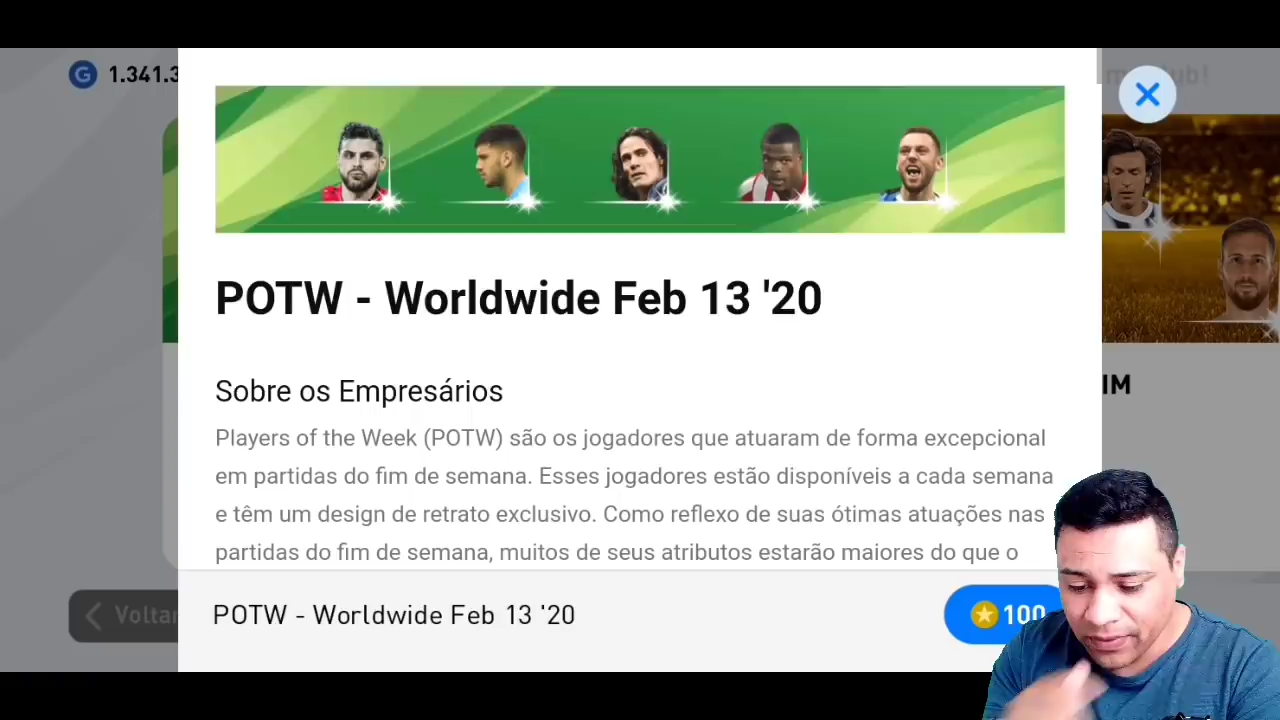 G 1.341.3
my Club!
POTW - Worldwide Feb 13 '20
Sobre os Empresários
Players of the Week (POTW) são os jogadores que atuaram de forma excepcional
em partidas do fim de semana. Esses jogadores estão disponíveis a cada semana
e têm um design de retrato exclusivo. Como reflexo de suas ótimas atuações nas
partidas do fim de semana, muitos de seus atributos estarão maiores do que o
IM
Voltar
POTW - Worldwide Feb 13 '20
100